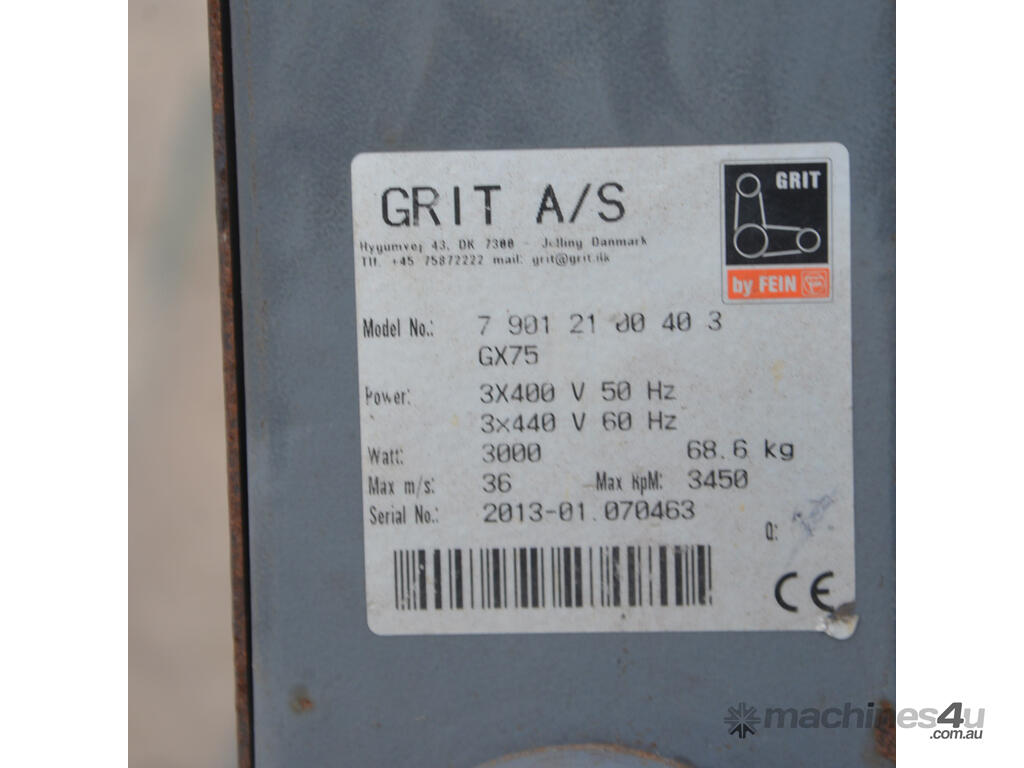 GRIT A/S
Hygumvej 43, DK 7300 - Jelling Danmark
Tlf. +45 75872222 mail: grit@grit.dk
GRIT
by FEIN
Model No.: 7 901 21 00 40 3
GX75
Power: 3X400 V 50 Hz
3x440 V 60 Hz
Watt: 3000 68.6 kg
Max m/s: 36 Max RpM: 3450
Serial No.: 2013-01.070463
Q:
CE
machines4u
.com.au